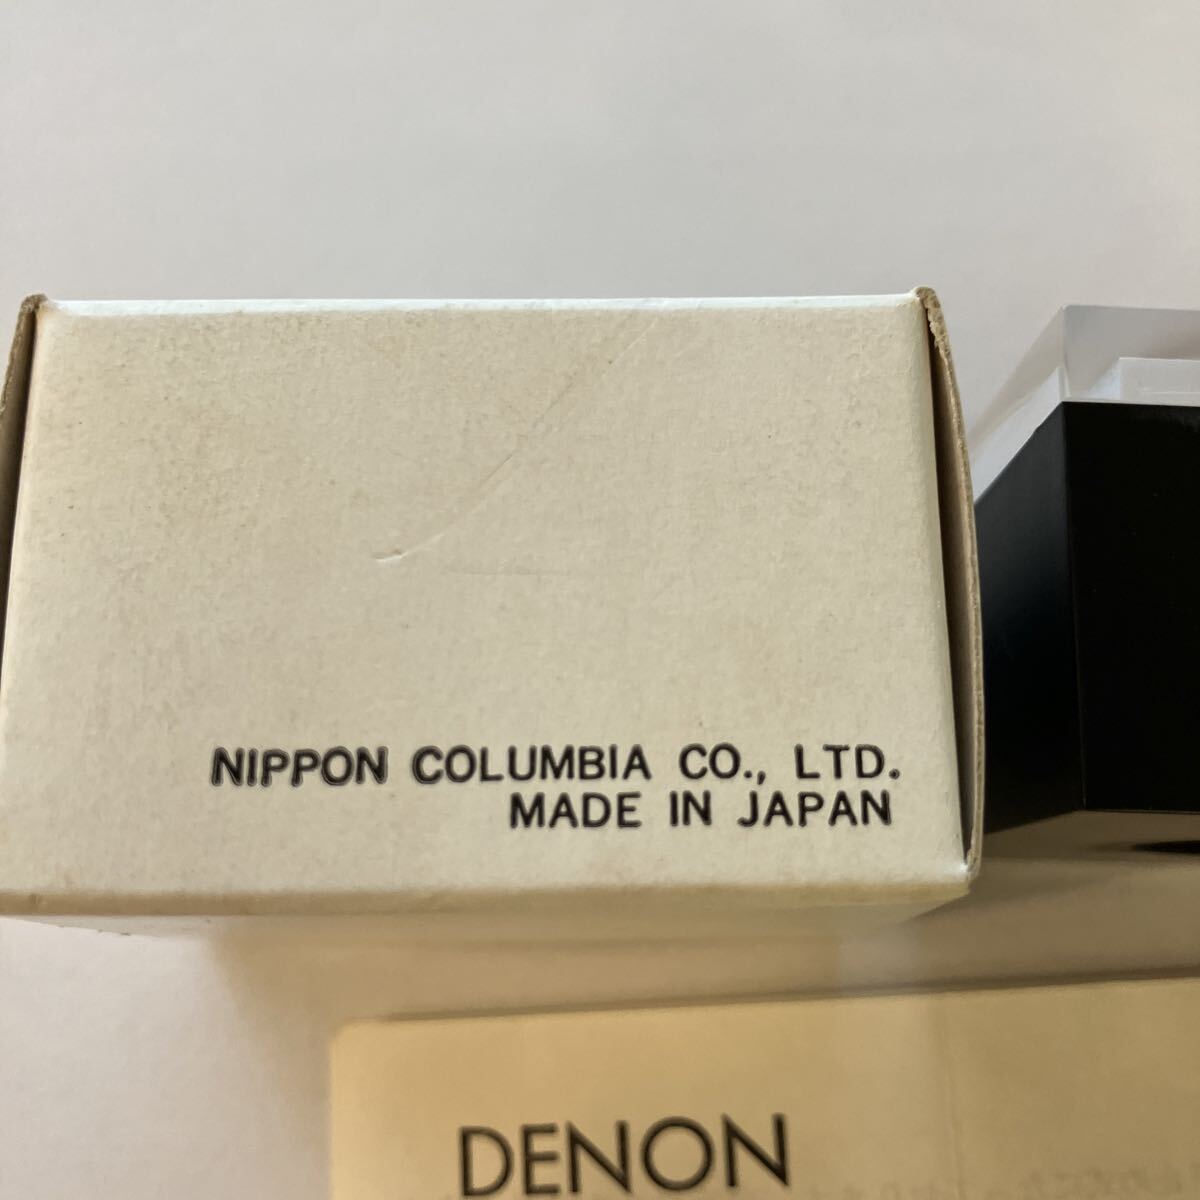 NIPPON COLUMBIA CO., LTD.
MADE IN JAPAN
DENON